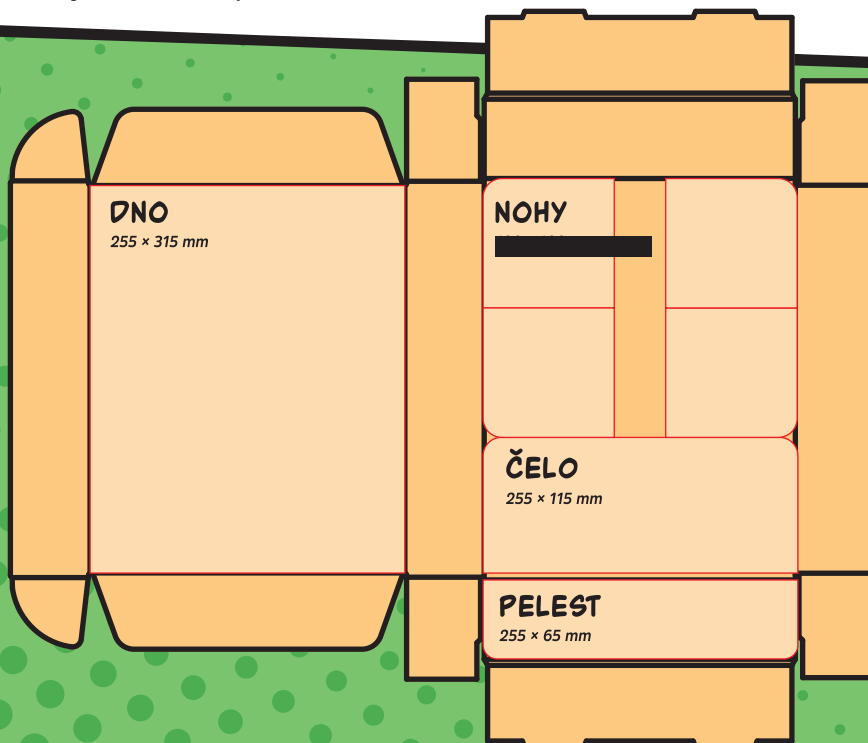 DNO
255 × 315 mm
NOHY
ČELO
255 × 115 mm
PELEST
255 × 65 mm